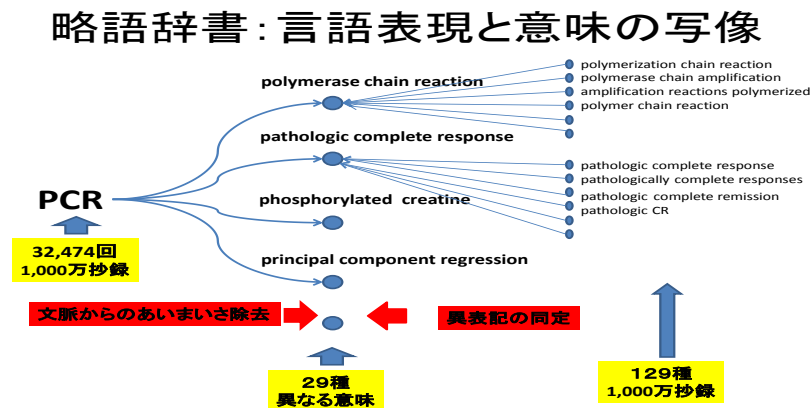 略語辞書：言語表現と意味の写像
polymerase chain reaction
polymerization chain reaction
polymerase chain amplification
amplification reactions polymerized
polymer chain reaction
pathologic complete response
pathologic complete response
pathologically complete responses
pathologic complete remission
pathologic CR
PCR
phosphorylated creatine
principal component regression
32,474回
1,000万抄録
文脈からのあいまいさ除去
異表記の同定
29種
異なる意味
129種
1,000万抄録